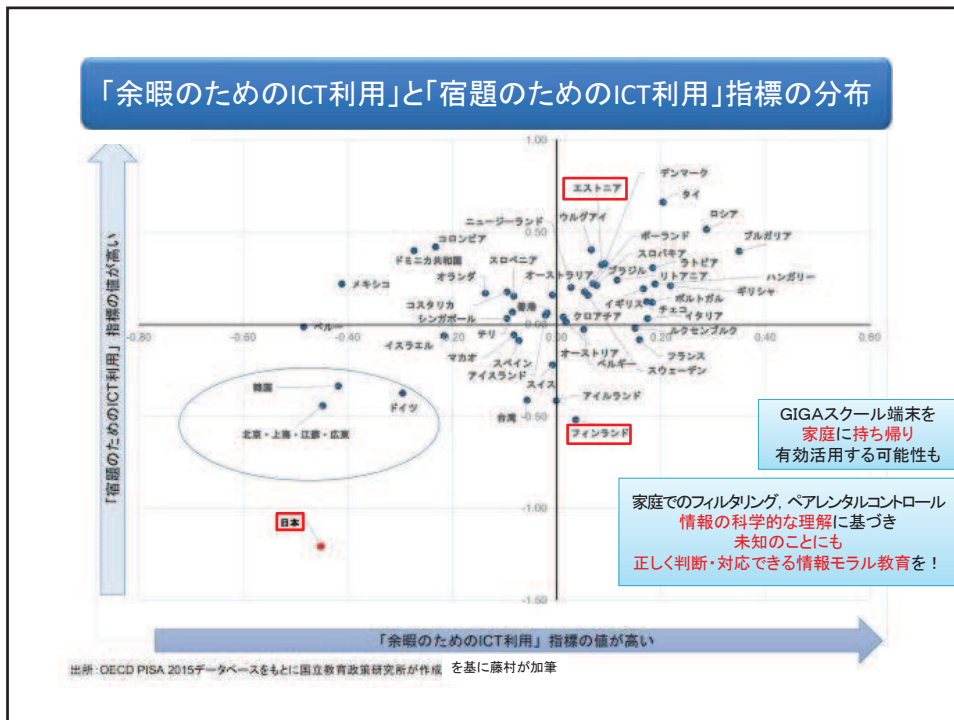 「余暇のためのICT利用」と「宿題のためのICT利用」指標の分布
「宿題のためのICT利用」 指標の値が高い
1.00
デンマーク
エストニア
タイ
ニュージーランド
ウルグアイ
ロシア
0.50
コロンビア
ポーランド
ブルガリア
ドミニカ共和国
スロベニア
スロバキア
オランダ
オーストラリア
ブラジル
ラトビア
メキシコ
リトアニア
ハンガリー
ギリシャ
コスタリカ
香港
イギリス
ポルトガル
シンガポール
クロアチア
チェコ
イタリア
ペルー
0.00
ルクセンブルク
-0.80
-0.60
-0.40
-0.20
0.00
0.20
0.40
0.60
イスラエル
チリ
マカオ
スペイン
オーストリア
フランス
アイスランド
ベルギー
スウェーデン
スイス
韓国
ドイツ
アイルランド
台湾
-0.50
北京・上海・江蘇・広東
フィンランド
GIGAスクール端末を
家庭に持ち帰り
有効活用する可能性も
家庭でのフィルタリング，ペアレンタルコントロール
情報の科学的な理解に基づき
未知のことにも
正しく判断・対応できる情報モラル教育を！
-1.00
日本
-1.50
「余暇のためのICT利用」 指標の値が高い
出所：OECD PISA 2015データベースをもとに国立教育政策研究所が作成 を基に藤村が加筆